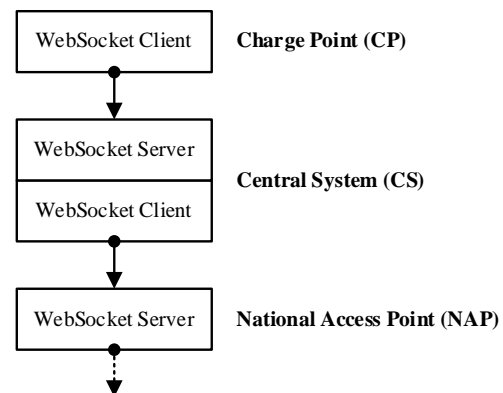 WebSocket Client
Charge Point (CP)
WebSocket Server
Central System (CS)
WebSocket Client
WebSocket Server
National Access Point (NAP)